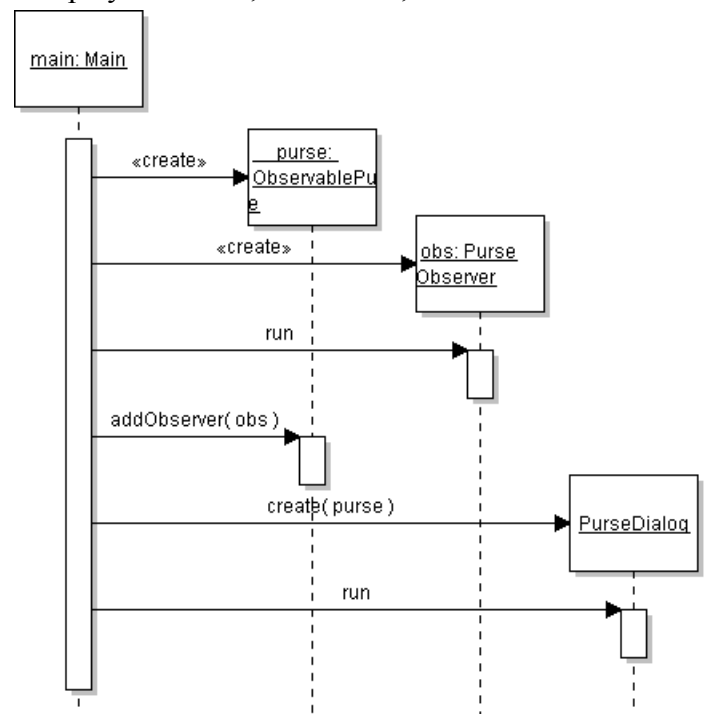 main: Main
«create»
purse:
ObservablePu
e
«create»
obs: Purse
Observer
run
addObserver( obs )
create( purse )
PurseDialog
run